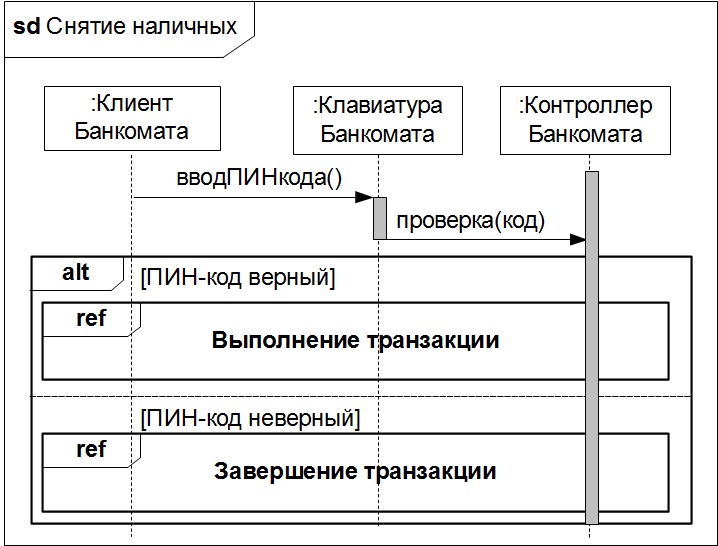 sd Снятие наличных
:Клиент
Банкомата
:Клавиатура
Банкомата
:Контроллер
Банкомата
вводПИНкода()
проверка(код)
alt [ПИН-код верный]
ref
Выполнение транзакции
[ПИН-код неверный]
ref
Завершение транзакции